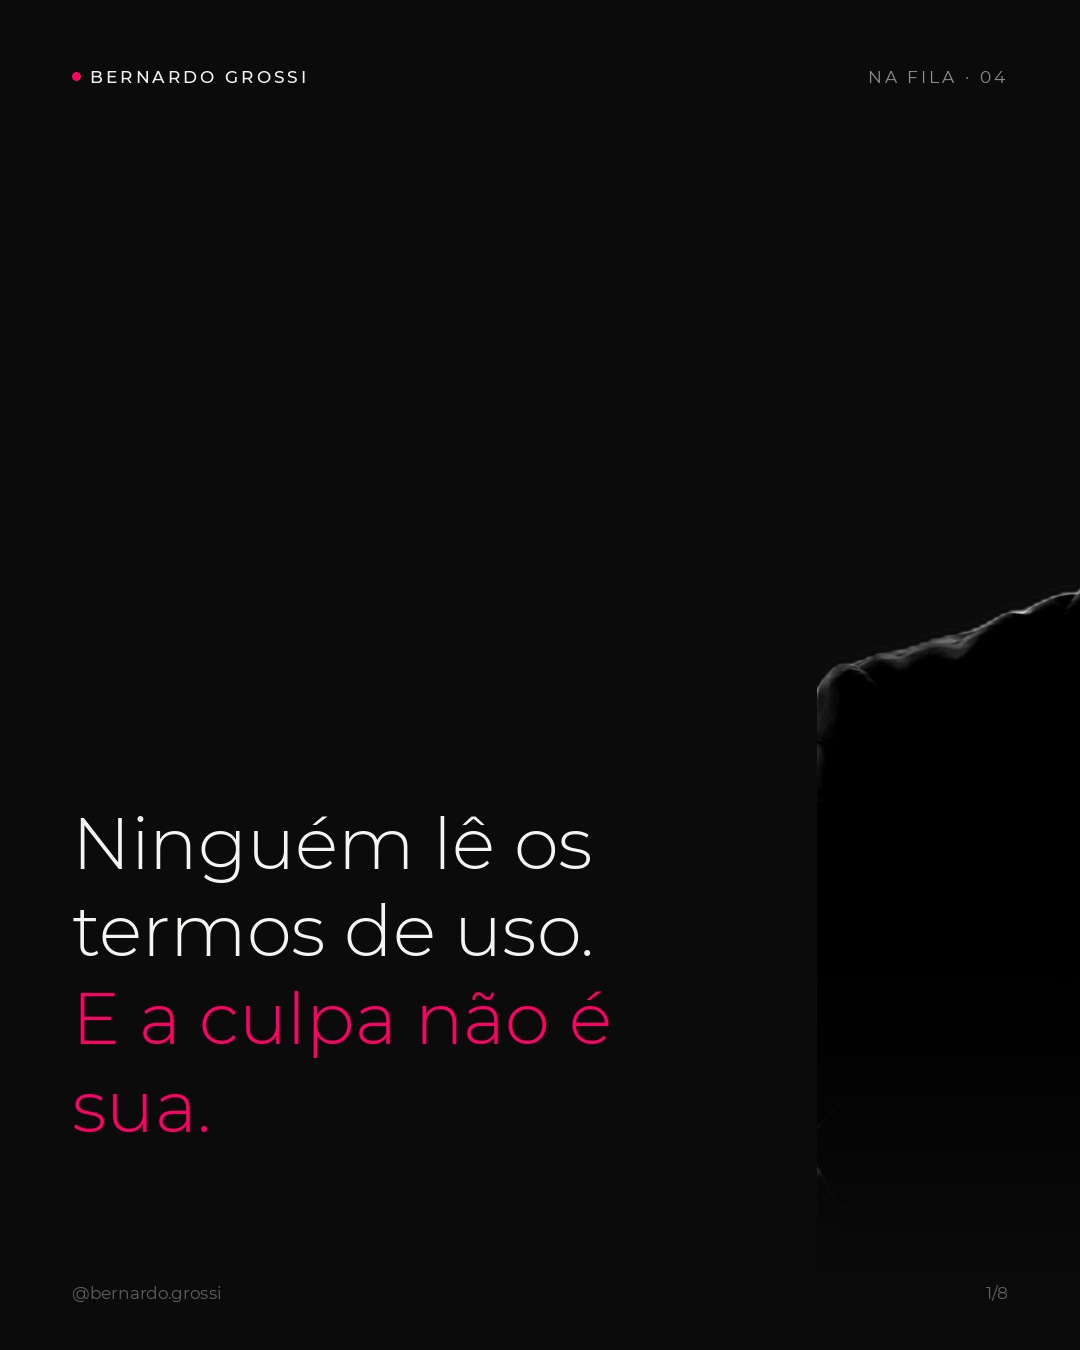 BERNARDO GROSSI
NA FILA · 04
Ninguém lê os
termos de uso.
E a culpa não é
sua.
@bernardo.grossi
1/8